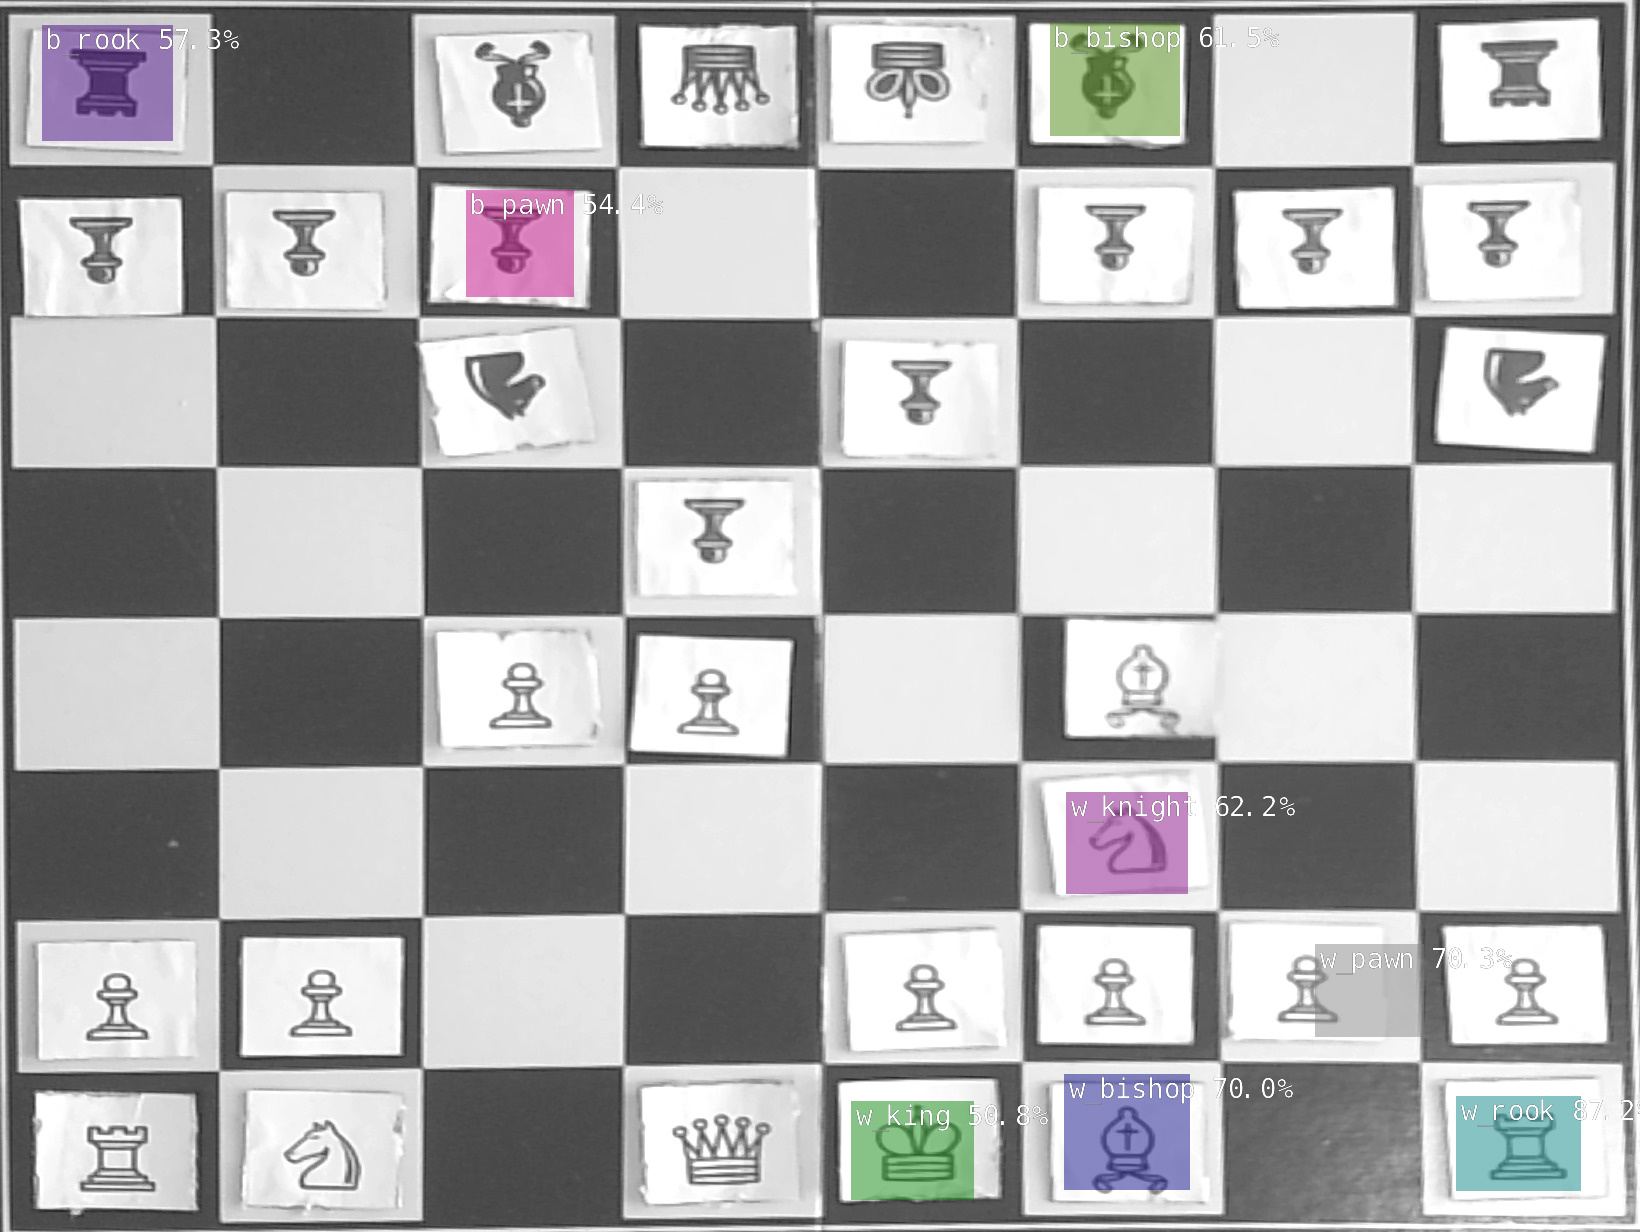 b_rook 57.3%
b_bishop 61.5%
b_pawn 54.4%
w_knight 62.2%
w_pawn 70.3%
w_king 50.8%
w_bishop 70.0%
w_rook 87.2%